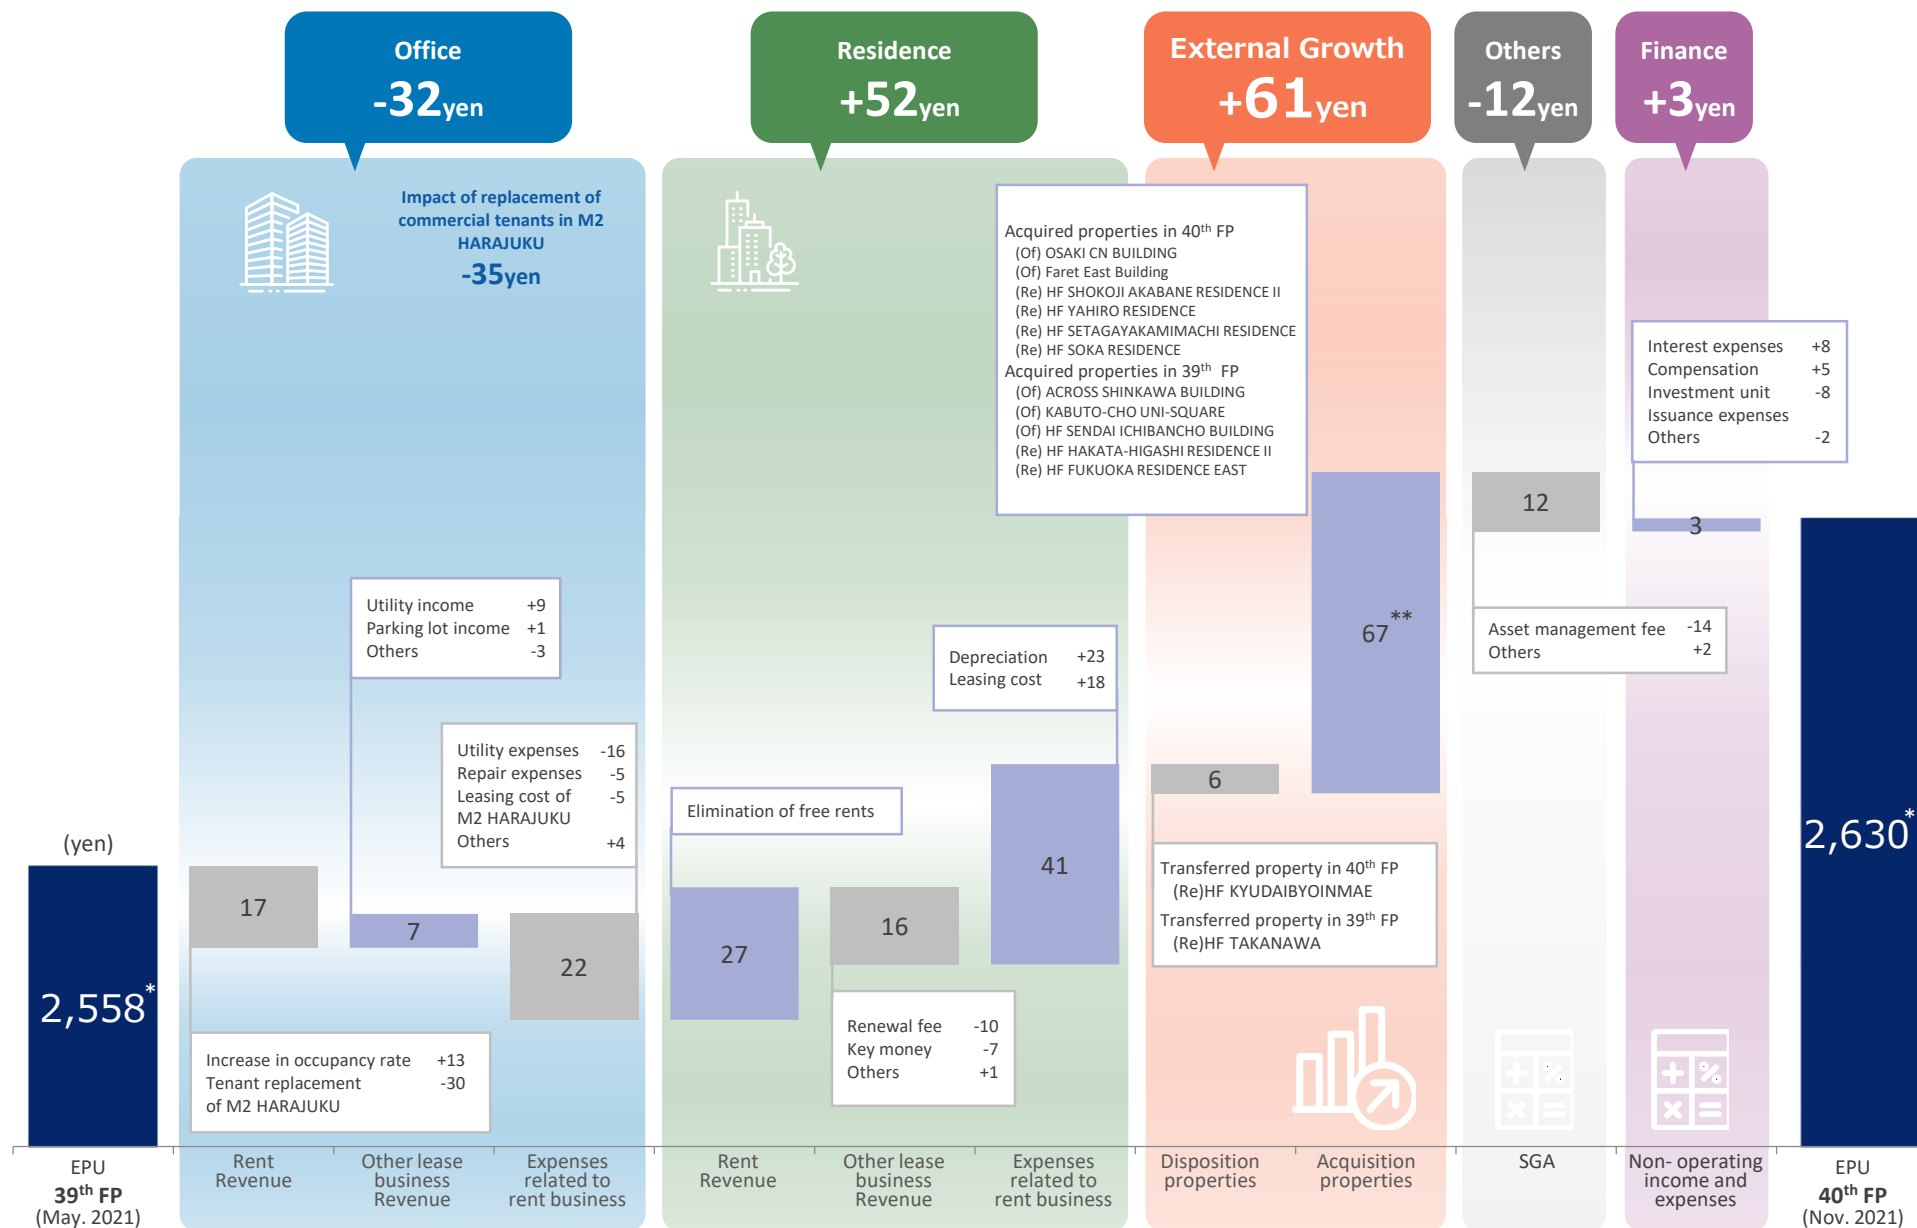 Office
-32yen
Residence
+52yen
External Growth
+61yen
Others
-12yen
Finance
+3yen
Impact of replacement of
commercial tenants in M2
HARAJUKU
-35yen
Acquired properties in 40th FP
(Of) OSAKI CN BUILDING
(Of) Faret East Building
(Re) HF SHOKOJI AKABANE RESIDENCE II
(Re) HF YAHIRO RESIDENCE
(Re) HF SETAGAYAKAMIMACHI RESIDENCE
(Re) HF SOKA RESIDENCE
Acquired properties in 39th FP
(Of) ACROSS SHINKAWA BUILDING
(Of) KABUTO-CHO UNI-SQUARE
(Of) HF SENDAI ICHIBANCHO BUILDING
(Re) HF HAKATA-HIGASHI RESIDENCE II
(Re) HF FUKUOKA RESIDENCE EAST
Interest expenses +8
Compensation +5
Investment unit -8
Issuance expenses
Others -2
12
3
Utility income +9
Parking lot income +1
Others -3
Asset management fee -14
Others +2
67**
Depreciation +23
Leasing cost +18
Utility expenses -16
Repair expenses -5
Leasing cost of -5
M2 HARAJUKU
Others +4
6
Elimination of free rents
(yen)
2,558*
17
7
22
27
16
41
2,630*
Transferred property in 40th FP
(Re)HF KYUDAIBYOINMAE
Transferred property in 39th FP
(Re)HF TAKANAWA
Increase in occupancy rate +13
Tenant replacement -30
of M2 HARAJUKU
Renewal fee -10
Key money -7
Others +1
EPU
39th FP
(May. 2021)
Rent
Revenue
Other lease
business
Revenue
Expenses
related to
rent business
Rent
Revenue
Other lease
business
Revenue
Expenses
related to
rent business
Disposition
properties
Acquisition
properties
SGA
Non- operating
income and
expenses
EPU
40th FP
(Nov. 2021)